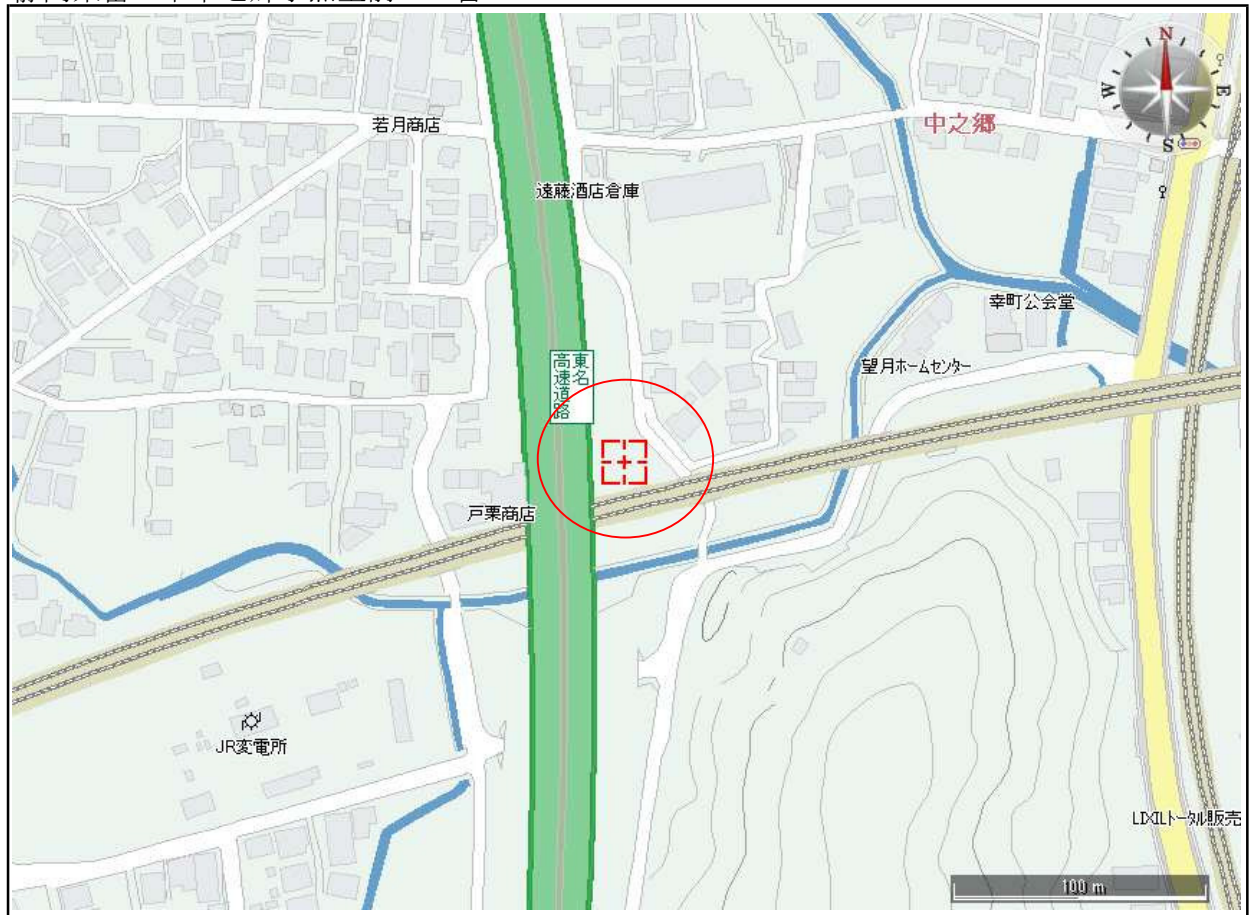 N
W
E
S
若月商店
中之郷
遠藤酒店倉庫
幸町公会堂
東名
高速道路
望月ホームセンター
戸栗商店
JR変電所
LIXILトータル販売
100 m